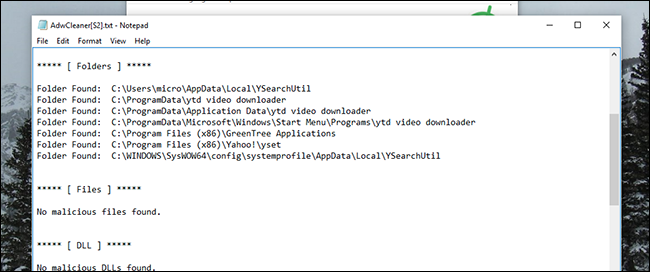 AdwCleaner[S2].txt - Notepad
File Edit Format View Help
***** [ Folders ] *****
Folder Found:  C:\Users\micro\AppData\Local\YSearchUtil
Folder Found:  C:\ProgramData\ytd video downloader
Folder Found:  C:\ProgramData\Application Data\ytd video downloader
Folder Found:  C:\ProgramData\Microsoft\Windows\Start Menu\Programs\ytd video downloader
Folder Found:  C:\Program Files (x86)\GreenTree Applications
Folder Found:  C:\Program Files (x86)\Yahoo!\yset
Folder Found:  C:\WINDOWS\SysWOW64\config\systemprofile\AppData\Local\YSearchUtil
***** [ Files ] *****
No malicious files found.
***** [ DLL ] *****
No malicious DLLs found.